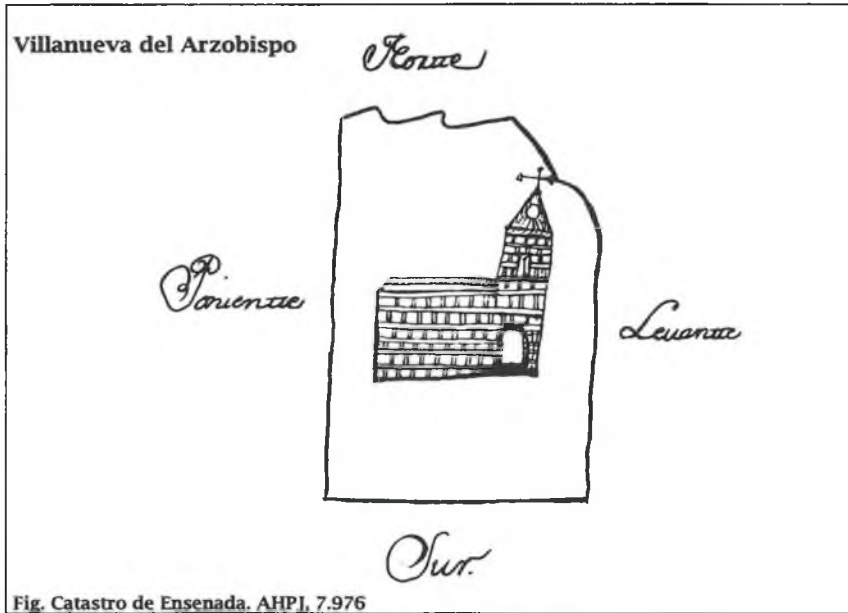 Villanueva del Arzobispo
Norte
Poniente
Levante
Sur.
Fig. Catastro de Ensenada. AHPJ, 7.976